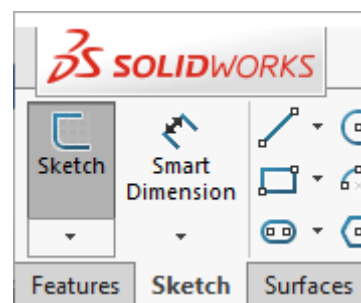 SOLIDWORKS
Sketch
Smart
Dimension
Features Sketch Surfaces